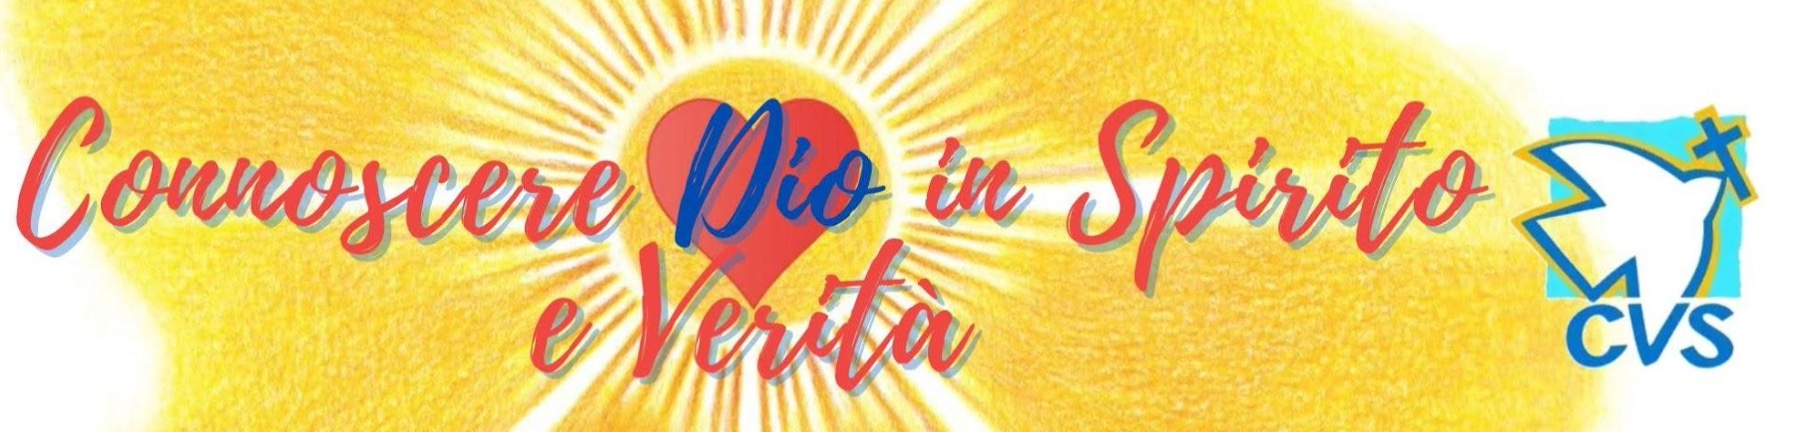 Connoscere Dio in Spirito
e Verità
CVS